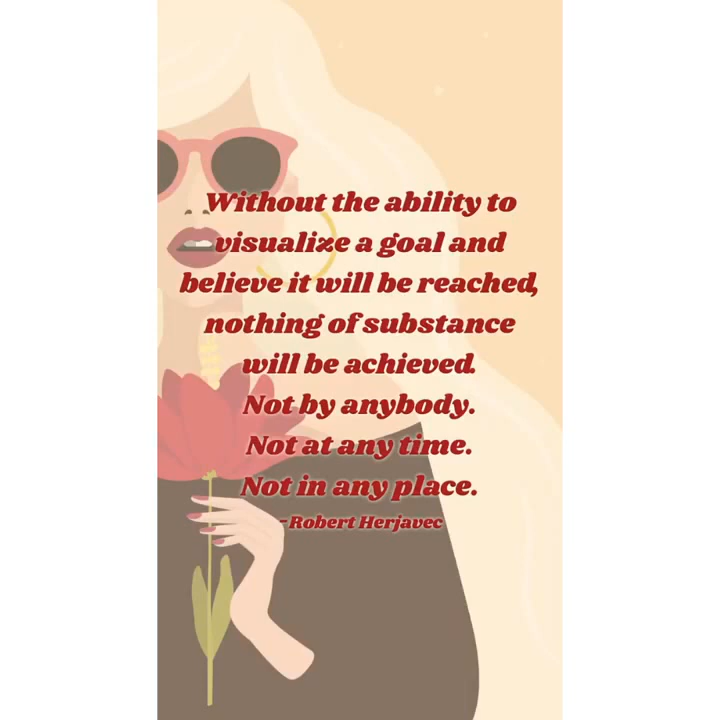 Without the ability to
visualize a goal and
believe it will be reached,
nothing of substance
will be achieved.
Not by anybody.
Not at any time.
Not in any place.
-Robert Herjavec